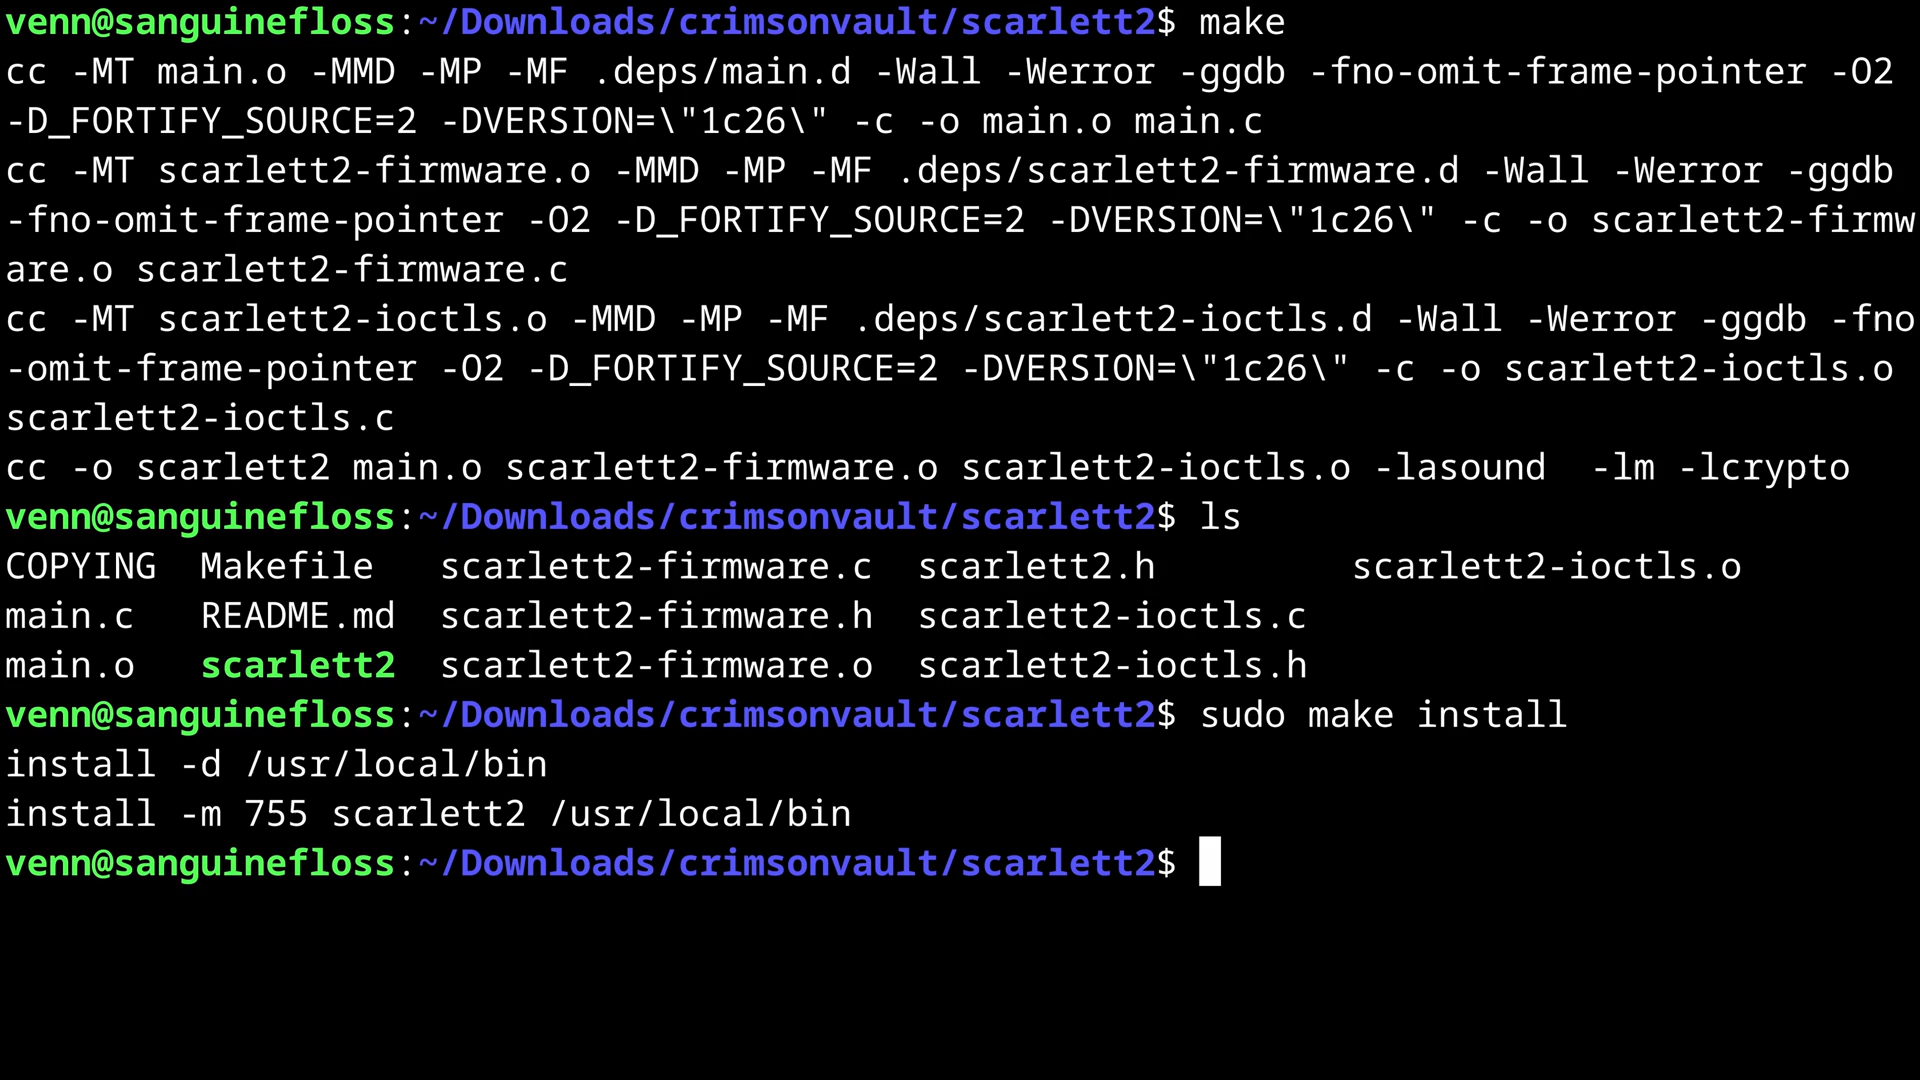 venn@sanguinefloss:~/Downloads/crimsonvault/scarlett2$ make
cc -MT main.o -MMD -MP -MF .deps/main.d -Wall -Werror -ggdb -fno-omit-frame-pointer -O2
-D_FORTIFY_SOURCE=2 -DVERSION=\"1c26\" -c -o main.o main.c
cc -MT scarlett2-firmware.o -MMD -MP -MF .deps/scarlett2-firmware.d -Wall -Werror -ggdb
-fno-omit-frame-pointer -O2 -D_FORTIFY_SOURCE=2 -DVERSION=\"1c26\" -c -o scarlett2-firmw
are.o scarlett2-firmware.c
cc -MT scarlett2-ioctls.o -MMD -MP -MF .deps/scarlett2-ioctls.d -Wall -Werror -ggdb -fno
-omit-frame-pointer -O2 -D_FORTIFY_SOURCE=2 -DVERSION=\"1c26\" -c -o scarlett2-ioctls.o
scarlett2-ioctls.c
cc -o scarlett2 main.o scarlett2-firmware.o scarlett2-ioctls.o -lasound  -lm -lcrypto
venn@sanguinefloss:~/Downloads/crimsonvault/scarlett2$ ls
COPYING  Makefile   scarlett2-firmware.c  scarlett2.h         scarlett2-ioctls.o
main.c   README.md  scarlett2-firmware.h  scarlett2-ioctls.c
main.o   scarlett2  scarlett2-firmware.o  scarlett2-ioctls.h
venn@sanguinefloss:~/Downloads/crimsonvault/scarlett2$ sudo make install
install -d /usr/local/bin
install -m 755 scarlett2 /usr/local/bin
venn@sanguinefloss:~/Downloads/crimsonvault/scarlett2$